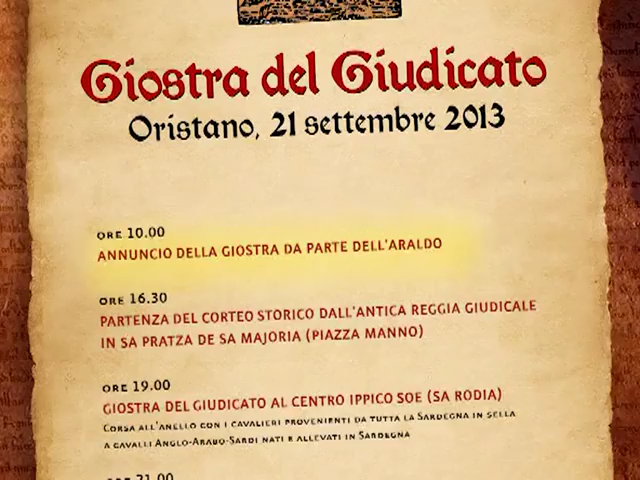 Giostra del Giudicato
Oristano, 21 settembre 2013
ORE 10.00
ANNUNCIO DELLA GIOSTRA DA PARTE DELL'ARALDO
ORE 16.30
PARTENZA DEL CORTEO STORICO DALL'ANTICA REGGIA GIUDICALE
IN SA PRATZA DE SA MAJORIA (PIAZZA MANNO)
ORE 19.00
GIOSTRA DEL GIUDICATO AL CENTRO IPPICO SOE (SA RODIA)
CORSA ALL'ANELLO CON I CAVALIERI PROVENIENTI DA TUTTA LA SARDEGNA IN SELLA
A CAVALLI ANGLO-ARABO-SARDI NATI E ALLEVATI IN SARDEGNA
ORE 21.00